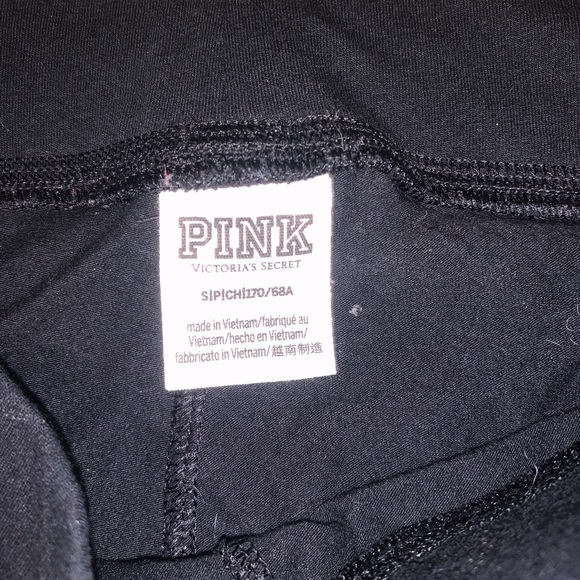 PINK
VICTORIA'S SECRET
S|P|CH|170/68A
made in Vietnam/fabriqué au
Vietnam/hecho en Vietnam/
fabbricato in Vietnam/越南制造